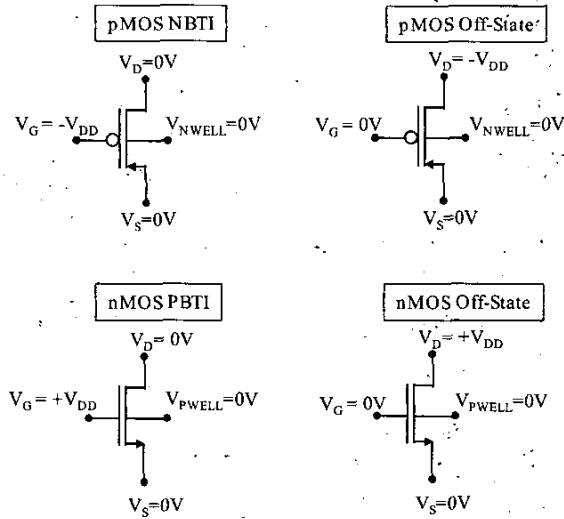 pMOS NBTI
V_D=0V
V_G = -V_DD
V_NWELL=0V
V_S=0V
pMOS Off-State
V_D= -V_DD
V_G= 0V
V_NWELL=0V
V_S=0V
nMOS PBTI
V_D= 0V
V_G= +V_DD
V_PWELL=0V
V_S=0V
nMOS Off-State
V_D= +V_DD
V_G= 0V
V_PWELL=0V
V_S=0V